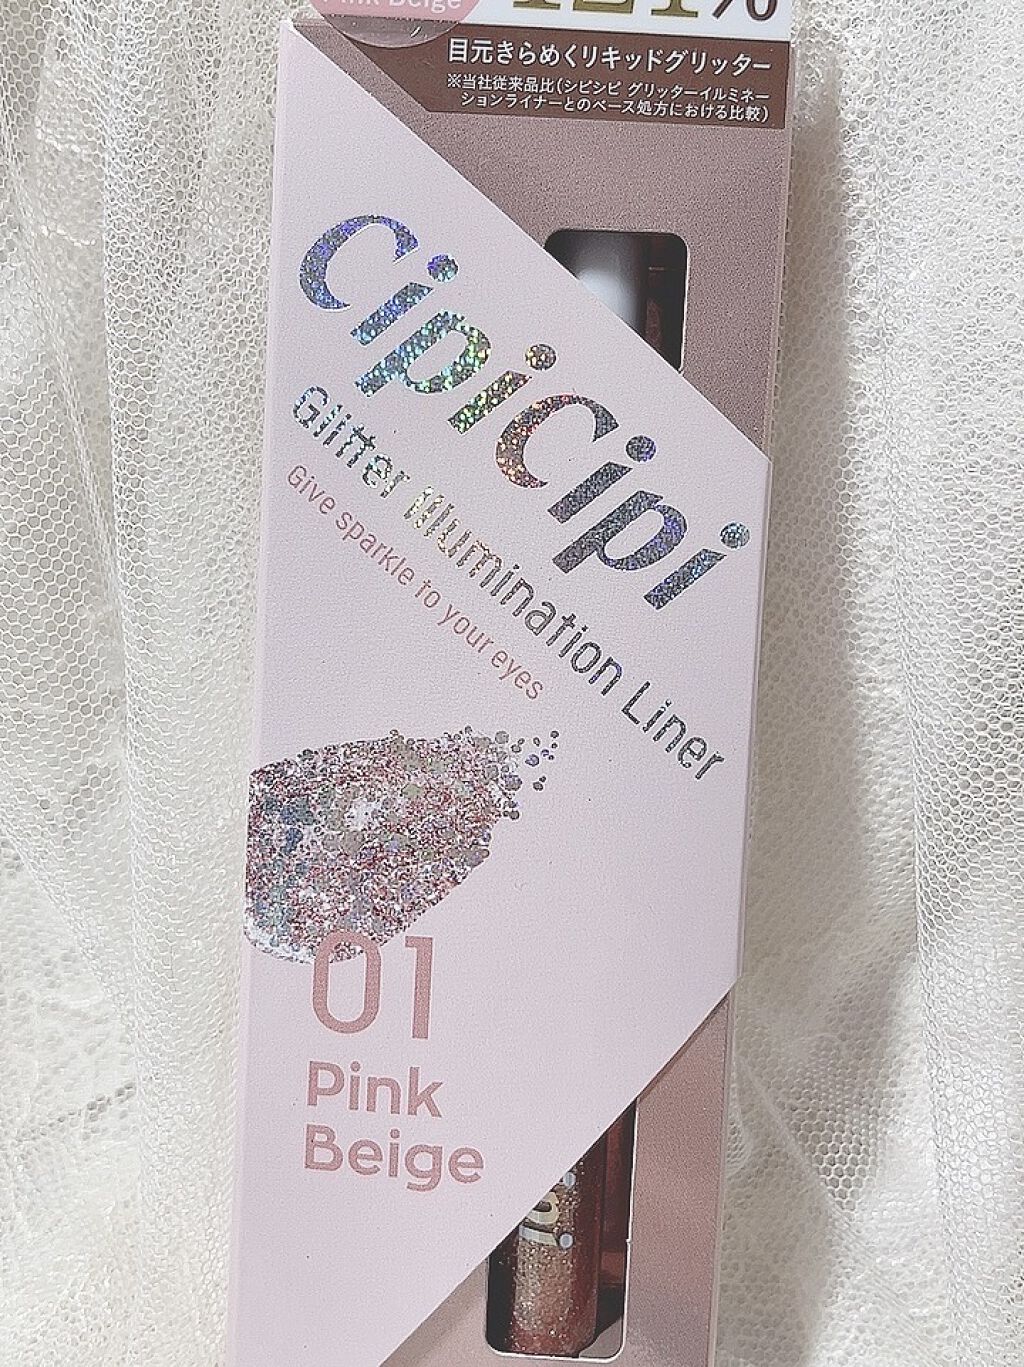 Pink Beige
121%
目元きらめくリキッドグリッター
※当社従来品比(シピシピ グリッターイルミネー
ションライナーとのベース処方における比較)
cipicipi
Glitter Illumination Liner
Give sparkle to your eyes
01
Pink
Beige